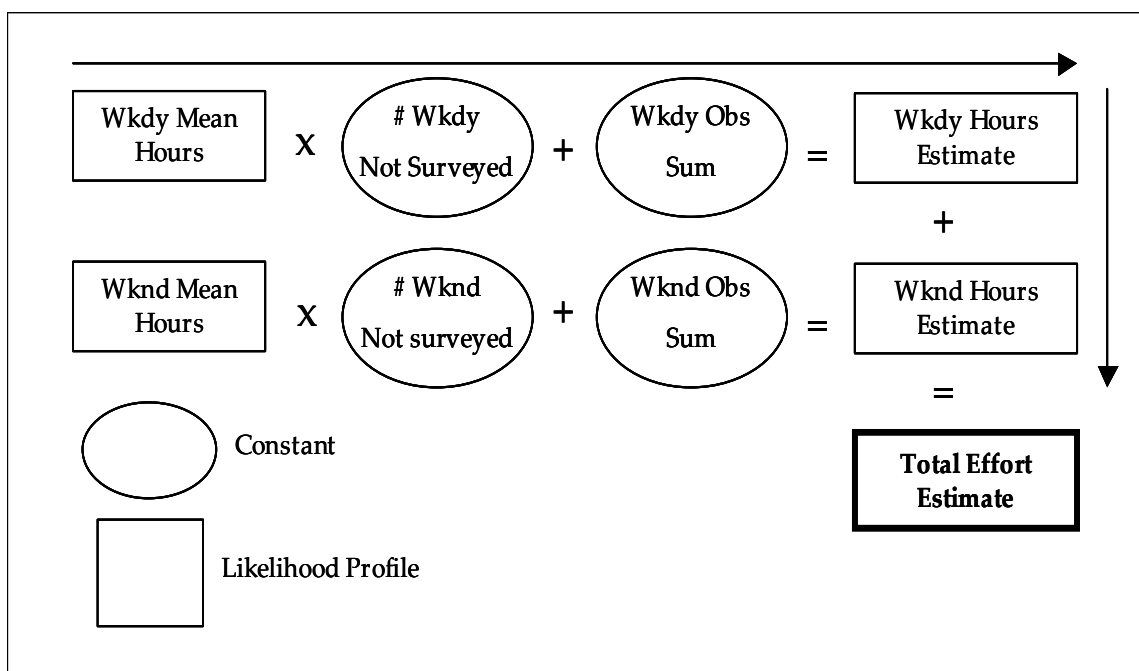 Wkdy Mean
Hours
x
# Wkdy
Not Surveyed
+
Wkdy Obs
Sum
=
Wkdy Hours
Estimate
+
Wknd Mean
Hours
x
# Wknd
Not surveyed
+
Wknd Obs
Sum
=
Wknd Hours
Estimate
=
Total Effort
Estimate
Constant
Likelihood Profile